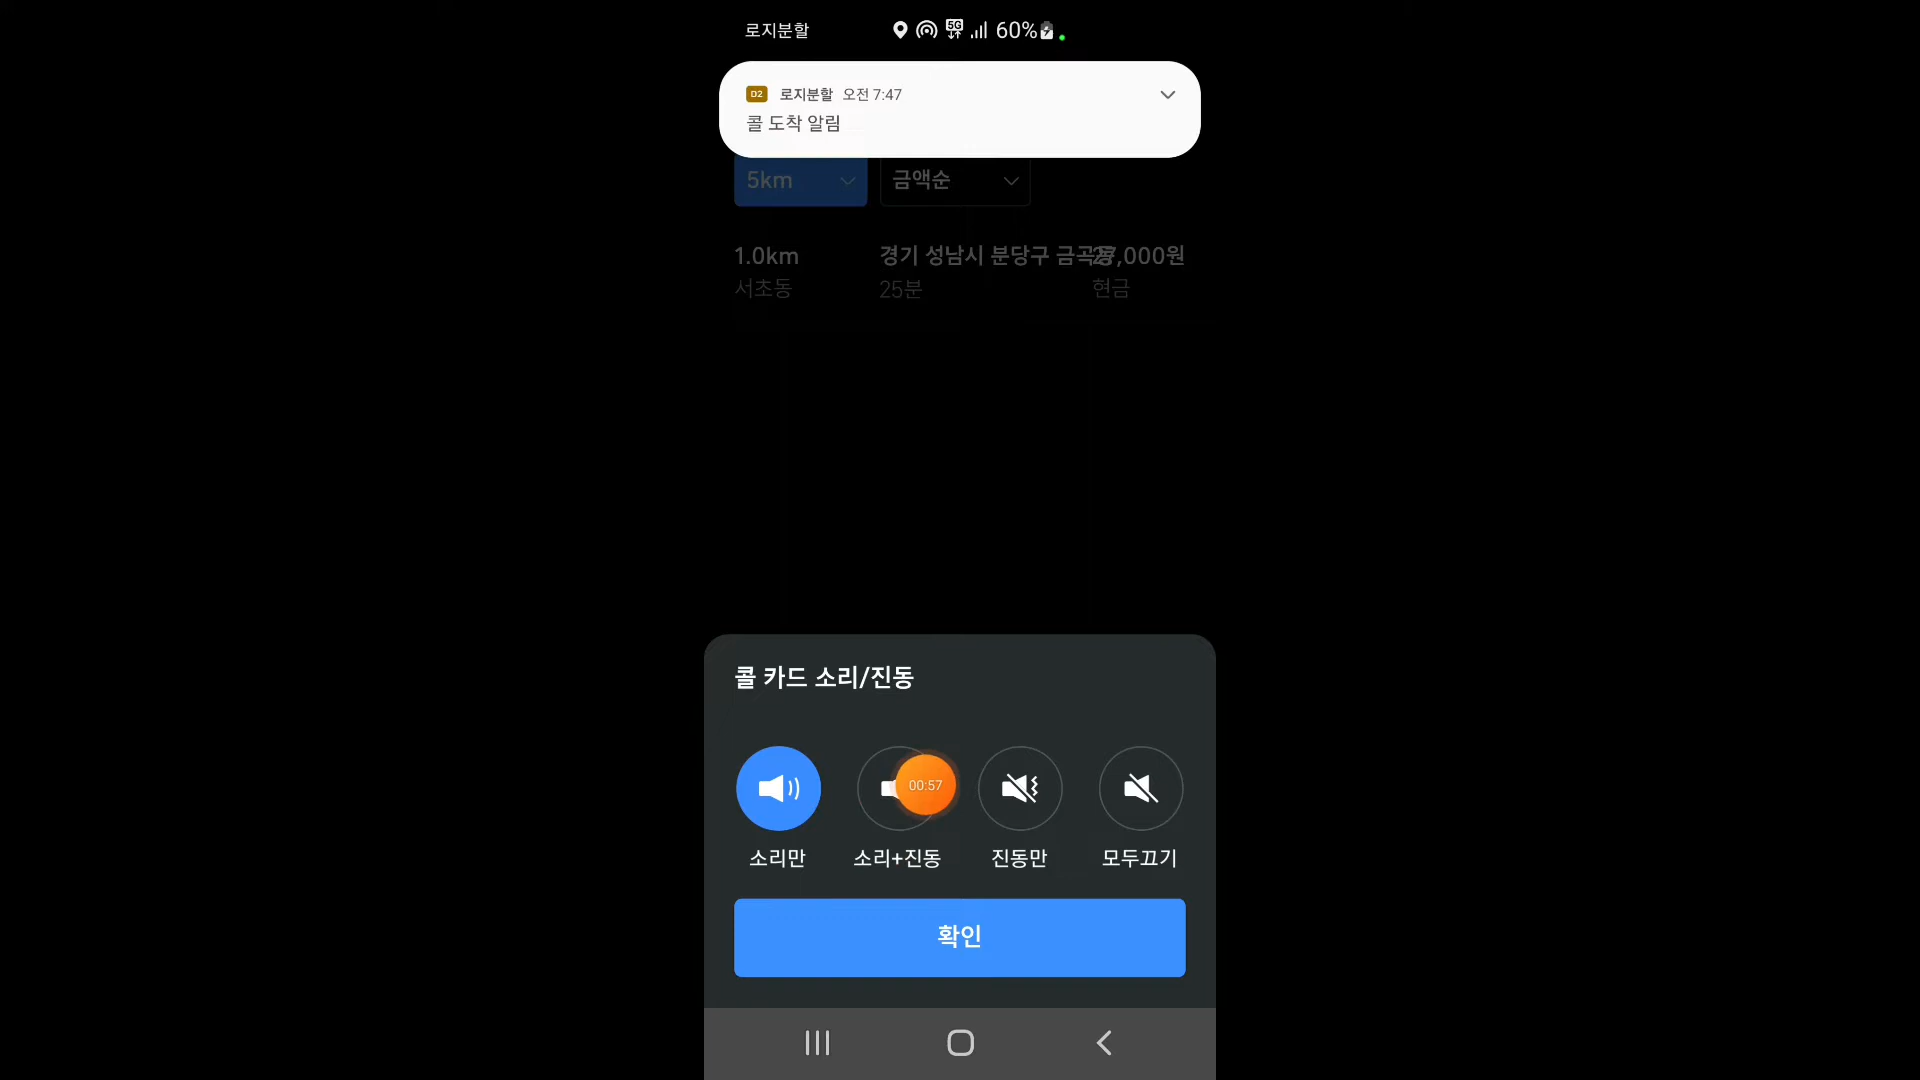 로지분할 5G 60%
D2 로지분할 오전 7:47
콜 도착 알림
5km 금액순
1.0km 경기 성남시 분당구 금곡동 27,000원
서초동 25분 현금
콜 카드 소리/진동
00:57
소리만 소리+진동 진동만 모두끄기
확인